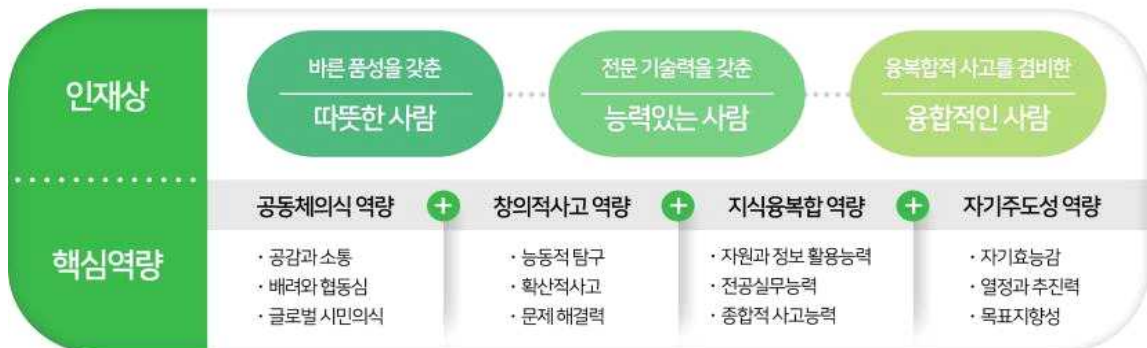 인재상
바른 품성을 갖춘
따뜻한 사람
전문 기술력을 갖춘
능력있는 사람
융복합적 사고를 겸비한
융합적인 사람
핵심역량
공동체의식 역량 + 창의적사고 역량 + 지식융복합 역량 + 자기주도성 역량
· 공감과 소통
· 배려와 협동심
· 글로벌 시민의식
· 능동적 탐구
· 확산적사고
· 문제 해결력
· 자원과 정보 활용능력
· 전공실무능력
· 종합적 사고능력
· 자기효능감
· 열정과 추진력
· 목표지향성